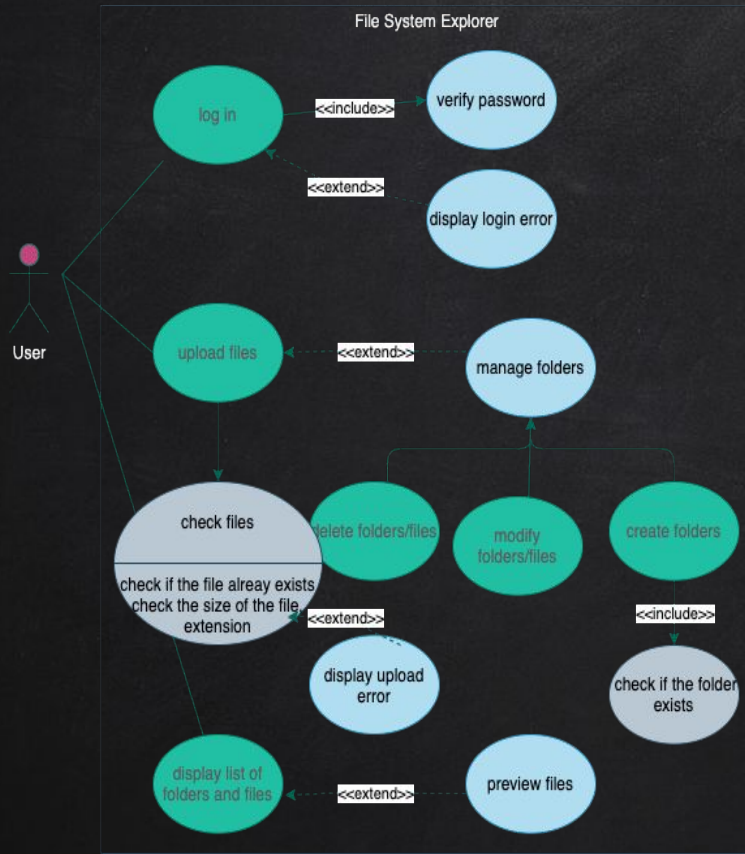 File System Explorer
log in
<<include>>
verify password
<<extend>>
display login error
User
upload files
<<extend>>
manage folders
check files
check if the file alreay exists
check the size of the file,
extension
delete folders/files
modify
folders/files
create folders
<<include>>
<<extend>>
display upload
error
check if the folder
exists
display list of
folders and files
<<extend>>
preview files